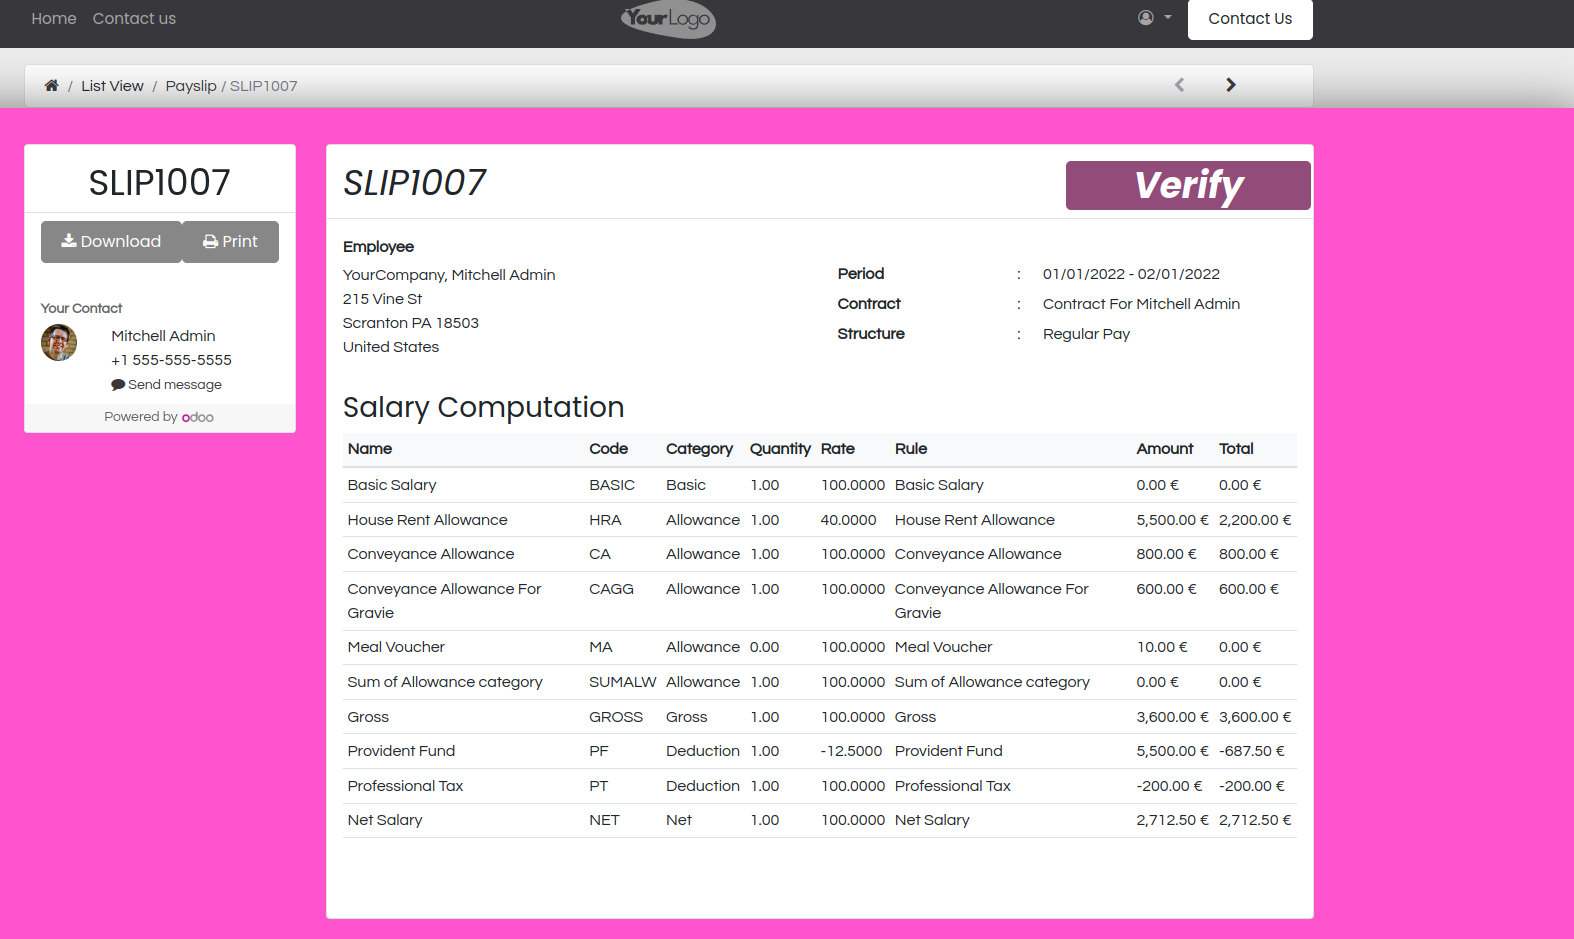 Home Contact us YourLogo Contact Us
/ List View / Payslip / SLIP1007
SLIP1007
Download Print
Your Contact
Mitchell Admin
+1 555-555-5555
Send message
Powered by odoo
SLIP1007 Verify
Employee
YourCompany, Mitchell Admin
215 Vine St
Scranton PA 18503
United States
Period : 01/01/2022 - 02/01/2022
Contract : Contract For Mitchell Admin
Structure : Regular Pay
Salary Computation
Name Code Category Quantity Rate Rule Amount Total
Basic Salary BASIC Basic 1.00 100.0000 Basic Salary 0.00 € 0.00 €
House Rent Allowance HRA Allowance 1.00 40.0000 House Rent Allowance 5,500.00 € 2,200.00 €
Conveyance Allowance CA Allowance 1.00 100.0000 Conveyance Allowance 800.00 € 800.00 €
Conveyance Allowance For CAGG Allowance 1.00 100.0000 Conveyance Allowance For 600.00 € 600.00 €
Gravie Gravie
Meal Voucher MA Allowance 0.00 100.0000 Meal Voucher 10.00 € 0.00 €
Sum of Allowance category SUMALW Allowance 1.00 100.0000 Sum of Allowance category 0.00 € 0.00 €
Gross GROSS Gross 1.00 100.0000 Gross 3,600.00 € 3,600.00 €
Provident Fund PF Deduction 1.00 -12.5000 Provident Fund 5,500.00 € -687.50 €
Professional Tax PT Deduction 1.00 100.0000 Professional Tax -200.00 € -200.00 €
Net Salary NET Net 1.00 100.0000 Net Salary 2,712.50 € 2,712.50 €